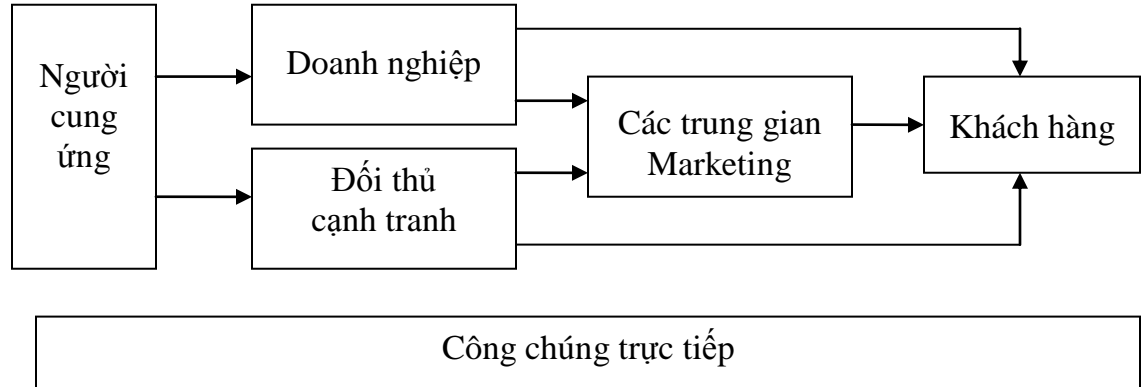 Người
cung
ứng
Doanh nghiệp
Đối thủ
cạnh tranh
Các trung gian
Marketing
Khách hàng
Công chúng trực tiếp